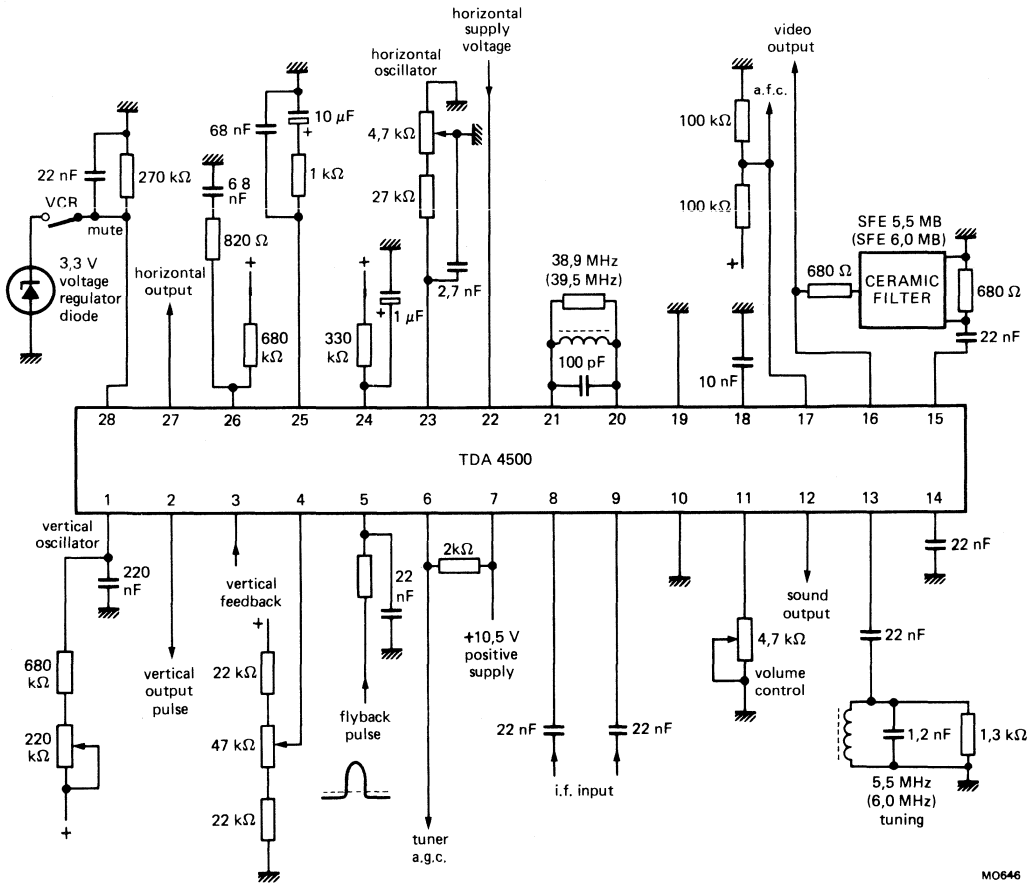 horizontal
supply
voltage
video
output
horizontal
oscillator
a.f.c.
68 nF
10 µF
+
4,7 kΩ
100 kΩ
22 nF
270 kΩ
6 8
nF
1 kΩ
27 kΩ
100 kΩ
VCR
mute
820 Ω
SFE 5,5 MB
(SFE 6,0 MB)
3,3 V
voltage
regulator
diode
horizontal
output
+
+
2,7 nF
38,9 MHz
(39,5 MHz)
+
680 Ω
CERAMIC
FILTER
680 Ω
680
kΩ
330
kΩ
+
1 µF
100 pF
10 nF
22 nF
28 27 26 25 24 23 22 21 20 19 18 17 16 15
TDA 4500
1 2 3 4 5 6 7 8 9 10 11 12 13 14
vertical
oscillator
220
nF
vertical
feedback
22
nF
2kΩ
22 nF
+
+10,5 V
positive
supply
sound
output
680
kΩ
vertical
output
pulse
22 kΩ
flyback
pulse
4,7 kΩ
volume
control
22 nF
220
kΩ
47 kΩ
22 nF
22 nF
1,2 nF
1,3 kΩ
i.f. input
5,5 MHz
(6,0 MHz)
tuning
+
22 kΩ
tuner
a.g.c.
MO646